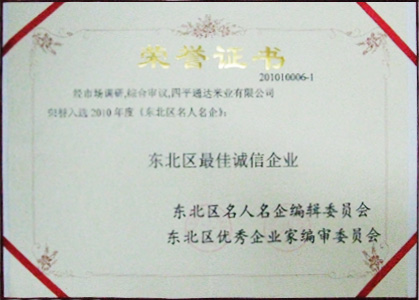 荣誉证书
201010006-1
经市场调研,综合审议,四平通达米业有限公司
荣登入选2010年度《东北区名人名企》:
东北区最佳诚信企业
东北区名人名企编辑委员会
东北区优秀企业家编审委员会